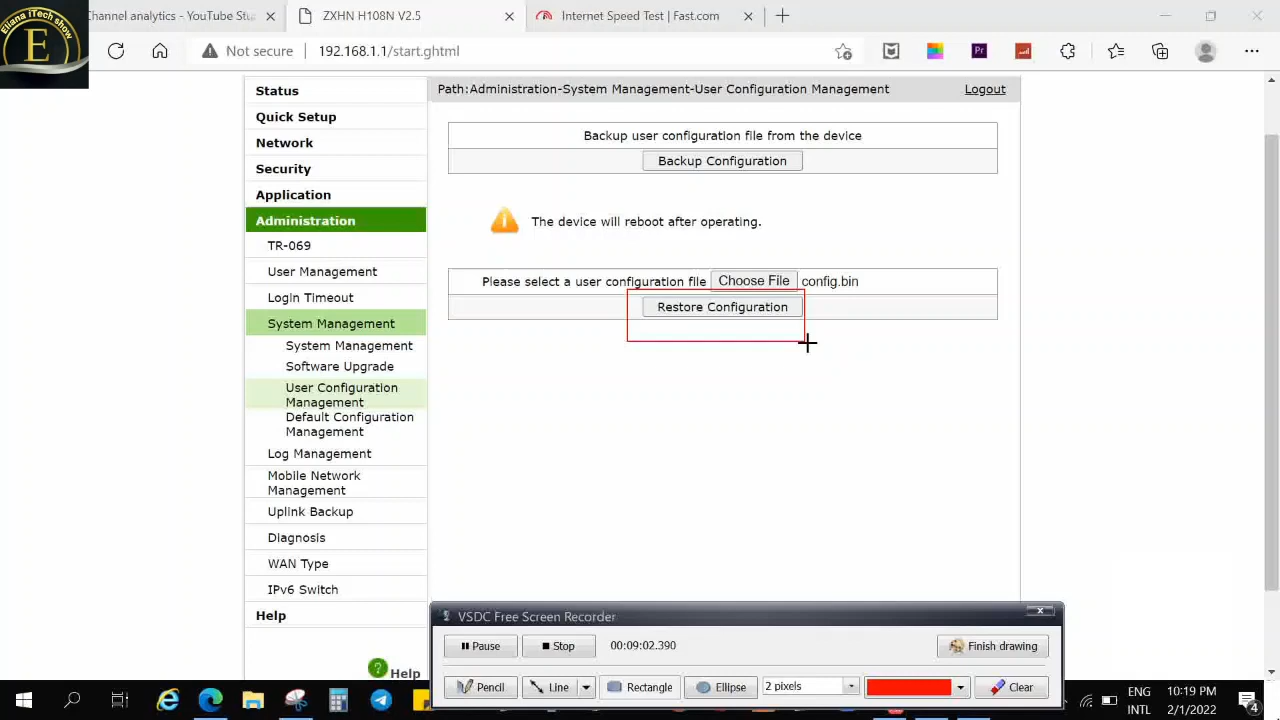 Eliana iTech show
E
Channel analytics - YouTube Stu
ZXHN H108N V2.5
Internet Speed Test | Fast.com
Not secure
192.168.1.1/start.ghtml
Pr
Status
Quick Setup
Network
Security
Application
Administration
TR-069
User Management
Login Timeout
System Management
System Management
Software Upgrade
User Configuration
Management
Default Configuration
Management
Log Management
Mobile Network
Management
Uplink Backup
Diagnosis
WAN Type
IPv6 Switch
Help
? Help
Path:Administration-System Management-User Configuration Management
Logout
Backup user configuration file from the device
Backup Configuration
The device will reboot after operating.
Please select a user configuration file Choose File config.bin
Restore Configuration
VSDC Free Screen Recorder
Pause
Stop
00:09:02.390
Finish drawing
Pencil
Line
Rectangle
Ellipse
2 pixels
Clear
ENG
INTL
10:19 PM
2/1/2022
4